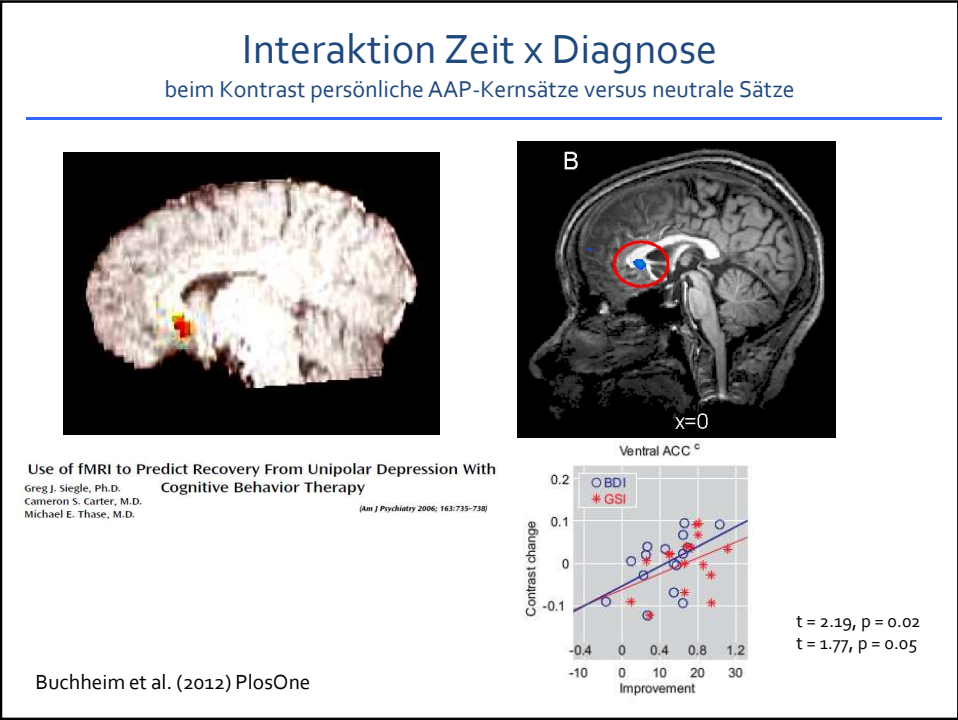 Interaktion Zeit x Diagnose
beim Kontrast persönliche AAP-Kernsätze versus neutrale Sätze
B
x=0
Use of fMRI to Predict Recovery From Unipolar Depression With
Cognitive Behavior Therapy
Greg J. Siegle, Ph.D.
Cameron S. Carter, M.D.
Michael E. Thase, M.D.
(Am J Psychiatry 2006; 163:735–738)
Ventral ACC c
BDI
GSI
0.2
0.1
0
-0.1
Contrast change
-0.4 0 0.4 0.8 1.2
-10 0 10 20 30
Improvement
t = 2.19, p = 0.02
t = 1.77, p = 0.05
Buchheim et al. (2012) PlosOne